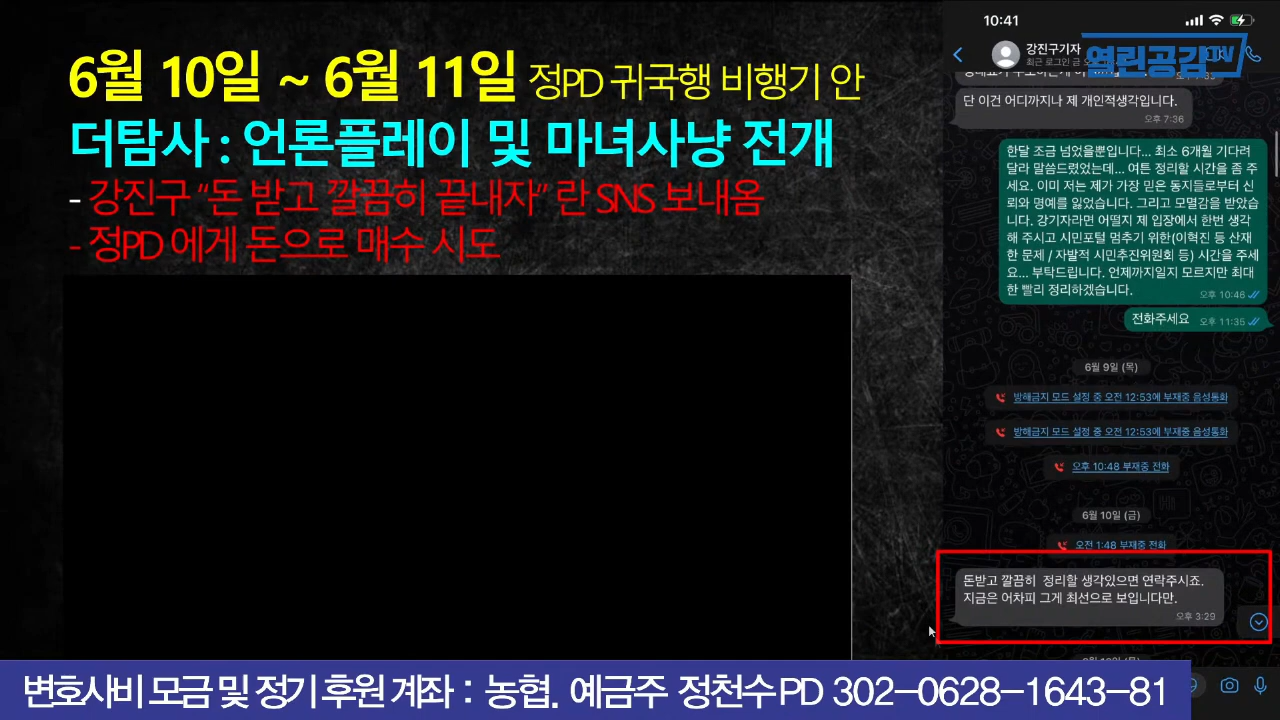 6월 10일 ~ 6월 11일 정PD 귀국행 비행기 안
더탐사 : 언론플레이 및 마녀사냥 전개
- 강진구 “돈 받고 깔끔히 끝내자” 란 SNS 보내옴
- 정PD 에게 돈으로 매수 시도
10:41
강진구기자
최근 로그인 금 오
열린공감TV
단 이건 어디까지나 제 개인적생각입니다.
오후 7:36
한달 조금 넘었을뿐입니다... 최소 6개월 기다려
달라 말씀드렸었는데... 여튼 정리할 시간을 좀 주
세요. 이미 저는 제가 가장 믿은 동지들로부터 신
뢰와 명예를 잃었습니다. 그리고 모멸감을 받았습니
다. 강기자라면 어떨지 제 입장에서 한번 생각
해 주시고 시민포털 멈추기 위한(이혁진 등 산재
한 문제 / 자발적 시민추진위원회 등) 시간을 주세
요... 부탁드립니다. 언제까지일지 모르지만 최대
한 빨리 정리하겠습니다.
오후 10:46
전화주세요 오후 11:35
6월 9일 (목)
방해금지 모드 설정 중 오전 12:53에 부재중 음성통화
방해금지 모드 설정 중 오전 12:53에 부재중 음성통화
오후 10:48 부재중 전화
6월 10일 (금)
오전 1:48 부재중 전화
돈받고 깔끔히 정리할 생각있으면 연락주시죠.
지금은 어차피 그게 최선으로 보입니다만.
오후 3:29
변호사비 모금 및 정기 후원 계좌 : 농협. 예금주 정천수PD 302-0628-1643-81